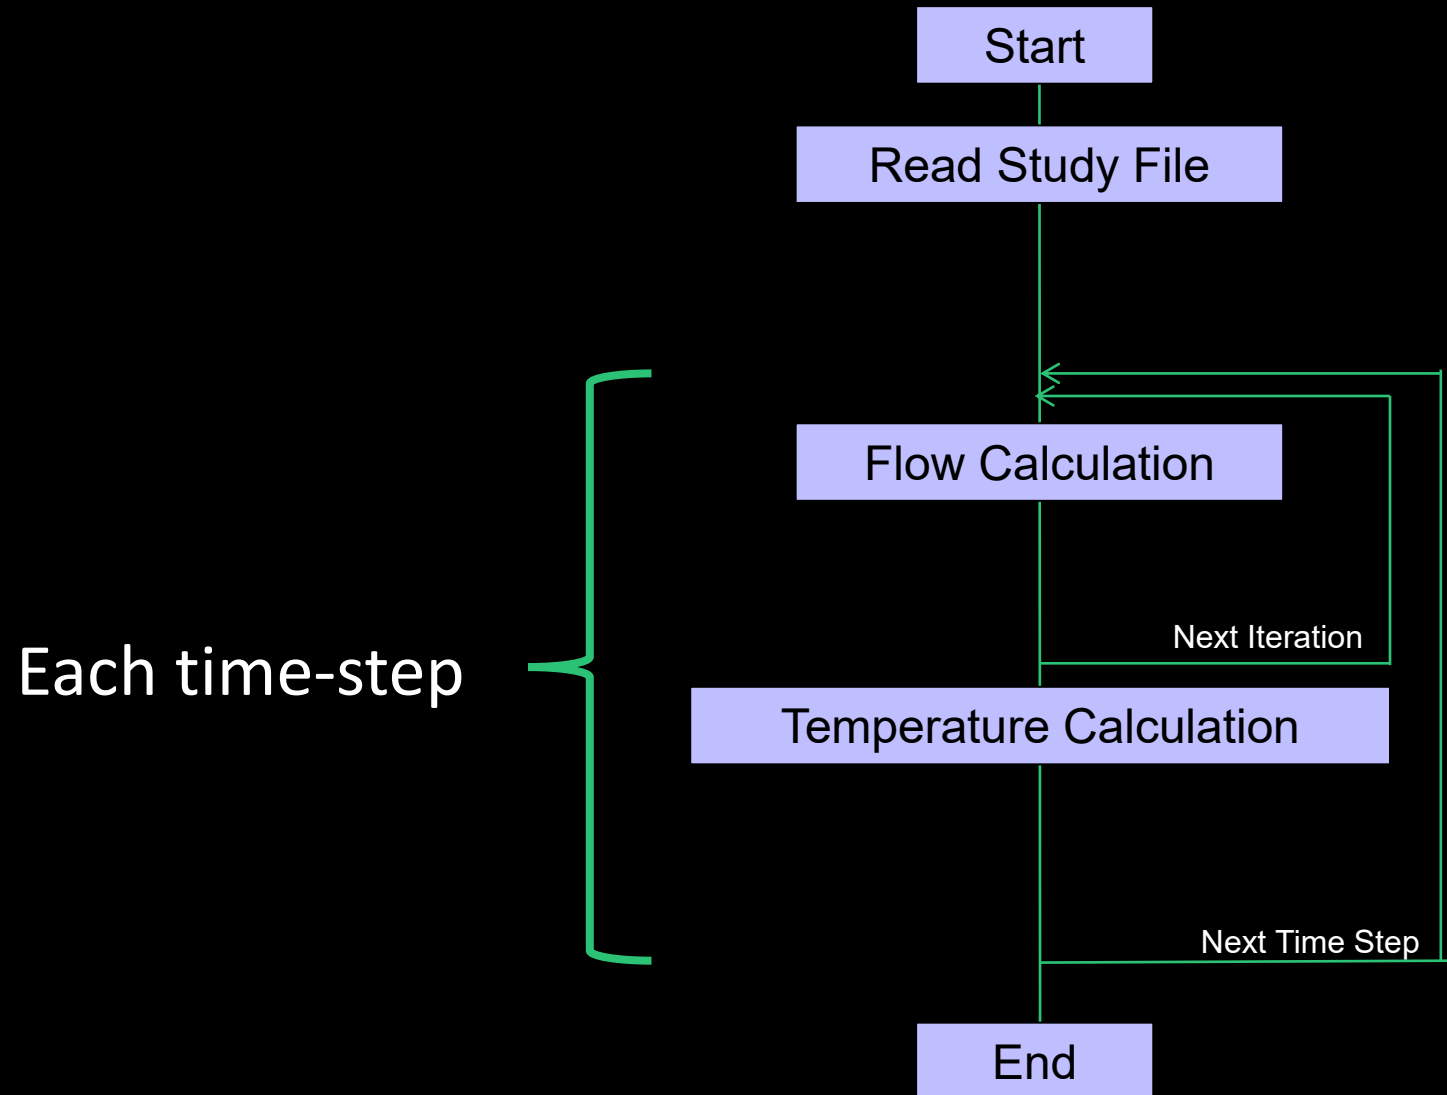 Start
Read Study File
Flow Calculation
Next Iteration
Each time-step
Temperature Calculation
Next Time Step
End